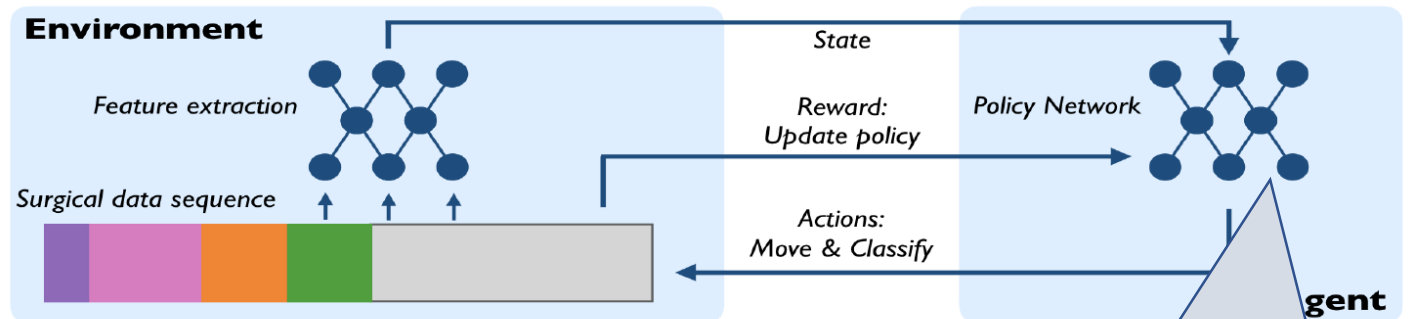 Environment
State
Feature extraction
Reward:
Update policy
Policy Network
Surgical data sequence
Actions:
Move & Classify
gent